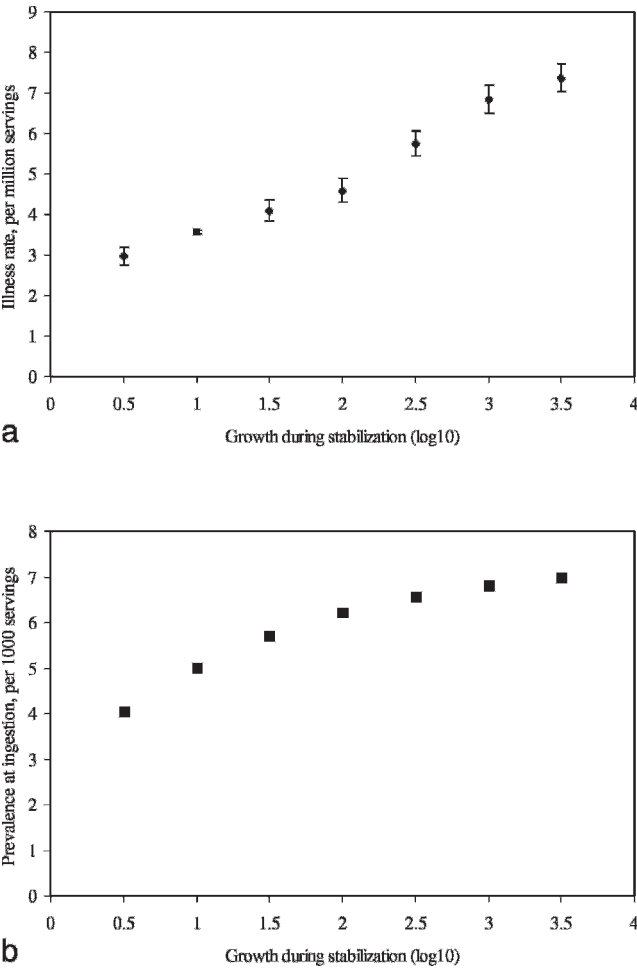 9
8
7
6
5
4
3
2
1
0
Illness rate, per million servings
0 0.5 1 1.5 2 2.5 3 3.5 4
Growth during stabilization (log10)
a
8
7
6
5
4
3
2
1
0
Prevalence at ingestion, per 1000 servings
0 0.5 1 1.5 2 2.5 3 3.5 4
Growth during stabilization (log10)
b